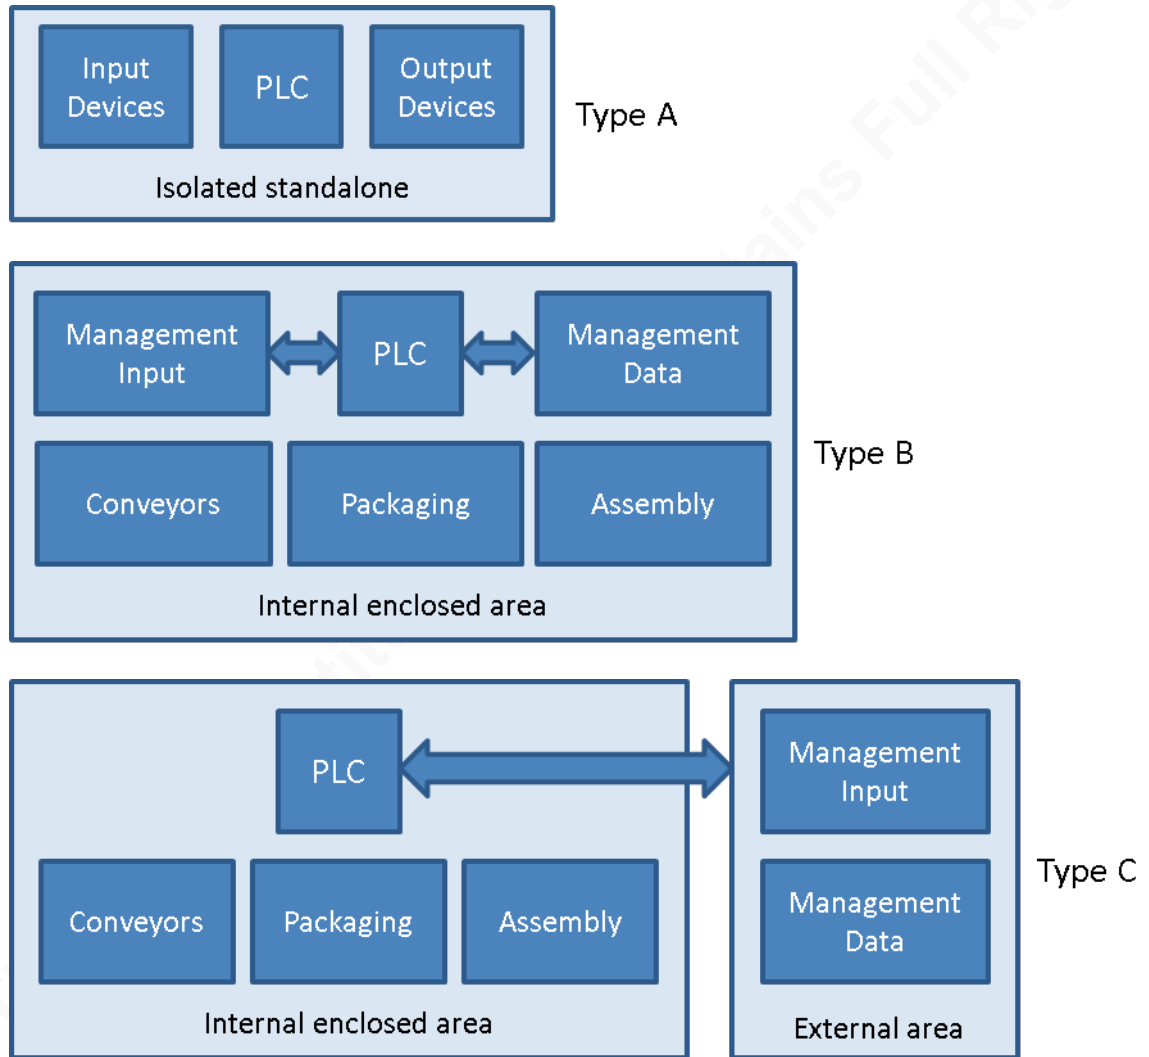 Input
Devices
PLC
Output
Devices
Type A
Isolated standalone
Management
Input
PLC
Management
Data
Type B
Conveyors
Packaging
Assembly
Internal enclosed area
PLC
Management
Input
Type C
Conveyors
Packaging
Assembly
Management
Data
Internal enclosed area
External area